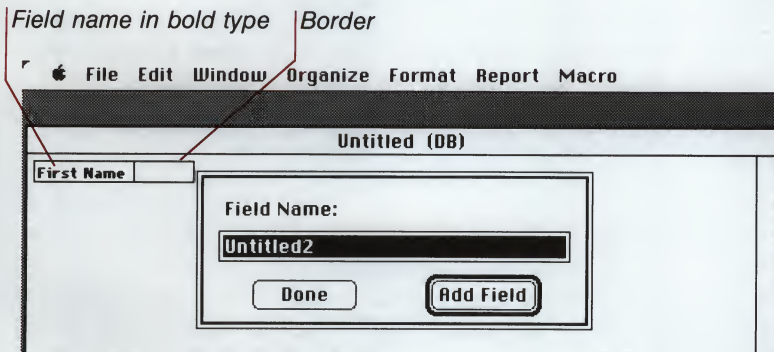 Field name in bold type Border
File Edit Window Organize Format Report Macro
Untitled (DB)
First Name
Field Name:
Untitled2
Done Add Field